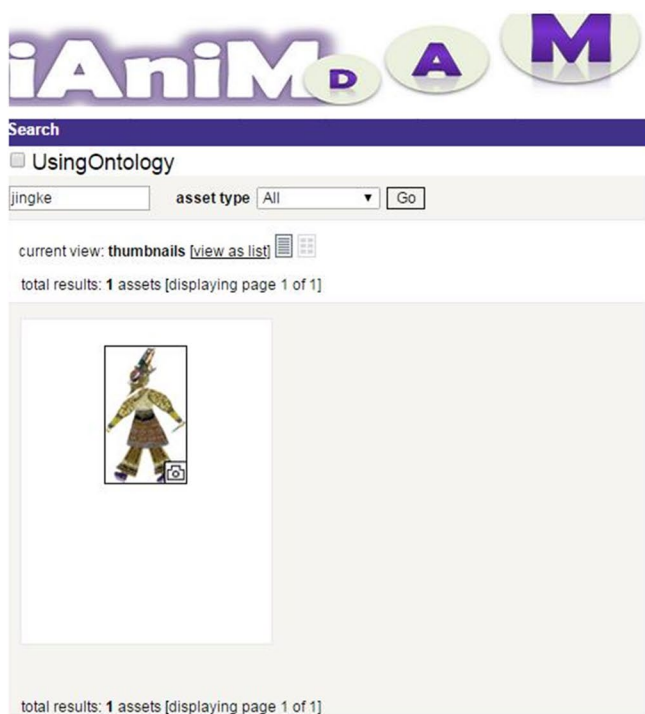 iAniM D A M
Search
UsingOntology
jingke asset type All Go
current view: thumbnails [view as list]
total results: 1 assets [displaying page 1 of 1]
total results: 1 assets [displaying page 1 of 1]